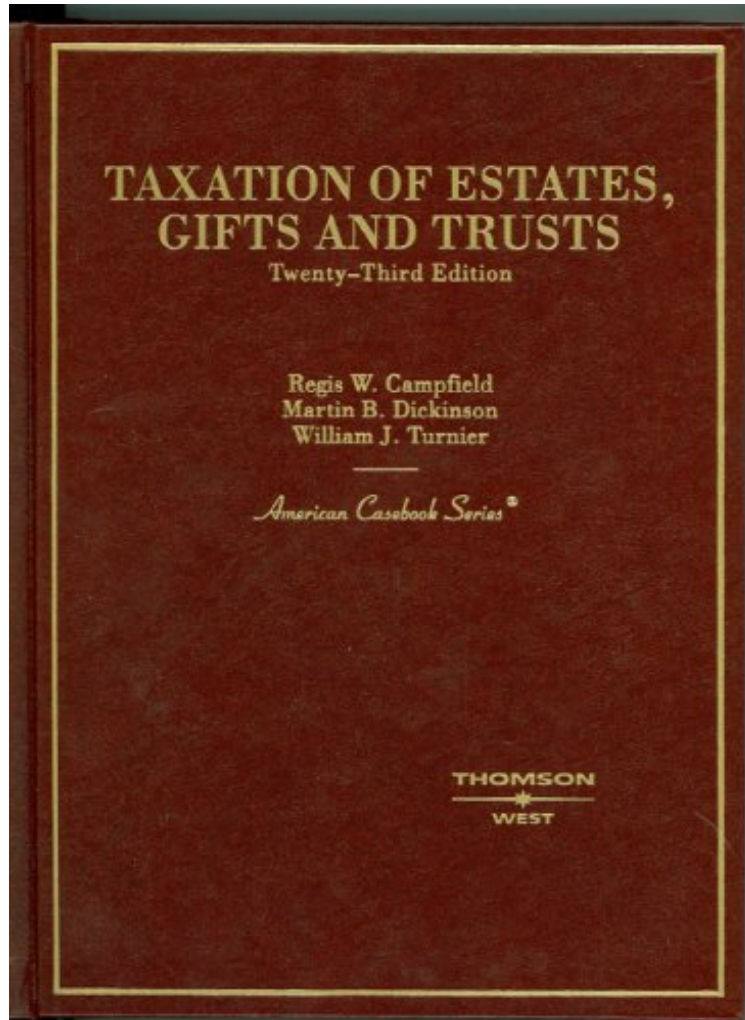 TAXATION OF ESTATES,
GIFTS AND TRUSTS
Twenty-Third Edition
Regis W. Campfield
Martin B. Dickinson
William J. Turnier
American Casebook Series®
THOMSON
WEST